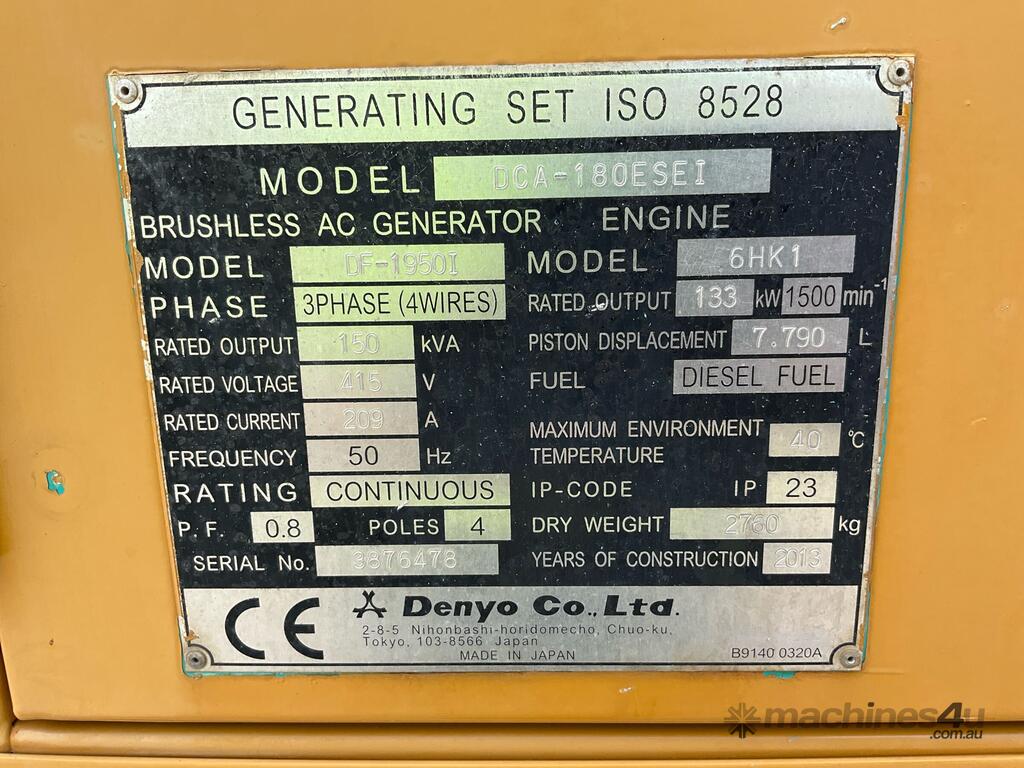 GENERATING SET ISO 8528
MODEL DCA-180ESEI
BRUSHLESS AC GENERATOR
MODEL DF-1950I
PHASE 3PHASE (4WIRES)
RATED OUTPUT 150 kVA
RATED VOLTAGE 415 V
RATED CURRENT 209 A
FREQUENCY 50 Hz
RATING CONTINUOUS
P.F. 0.8 POLES 4
SERIAL No. 3876478
ENGINE
MODEL 6HK1
RATED OUTPUT 133 kW 1500 min⁻¹
PISTON DISPLACEMENT 7.790 L
FUEL DIESEL FUEL
MAXIMUM ENVIRONMENT
TEMPERATURE 40 °C
IP-CODE IP 23
DRY WEIGHT 2760 kg
YEARS OF CONSTRUCTION 2013
CE Denyo Co., Ltd.
2-8-5 Nihonbashi-horidomecho, Chuo-ku,
Tokyo, 103-8566 Japan
MADE IN JAPAN
B9140 0320A
machines4u
.com.au